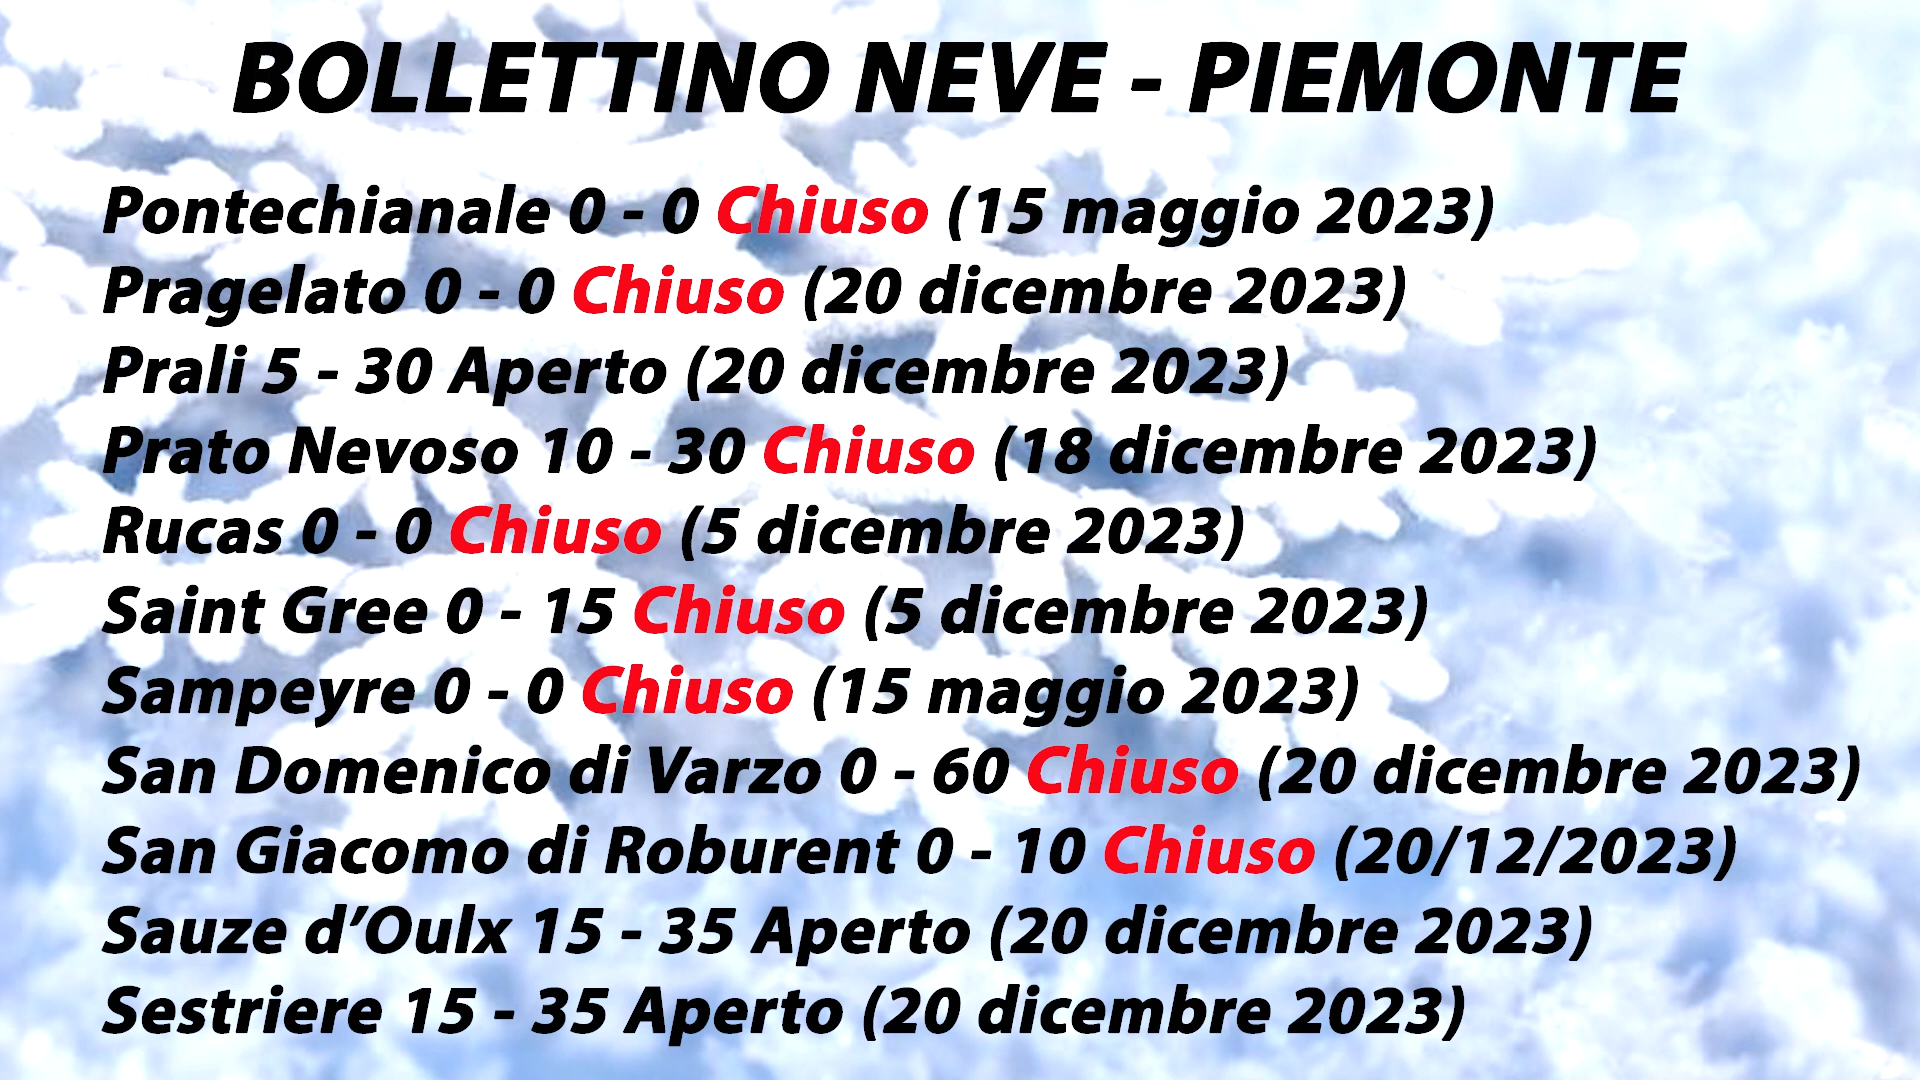 BOLLETTINO NEVE - PIEMONTE
Pontechianale 0 - 0 Chiuso (15 maggio 2023)
Pragelato 0 - 0 Chiuso (20 dicembre 2023)
Prali 5 - 30 Aperto (20 dicembre 2023)
Prato Nevoso 10 - 30 Chiuso (18 dicembre 2023)
Rucas 0 - 0 Chiuso (5 dicembre 2023)
Saint Gree 0 - 15 Chiuso (5 dicembre 2023)
Sampeyre 0 - 0 Chiuso (15 maggio 2023)
San Domenico di Varzo 0 - 60 Chiuso (20 dicembre 2023)
San Giacomo di Roburent 0 - 10 Chiuso (20/12/2023)
Sauze d’Oulx 15 - 35 Aperto (20 dicembre 2023)
Sestriere 15 - 35 Aperto (20 dicembre 2023)